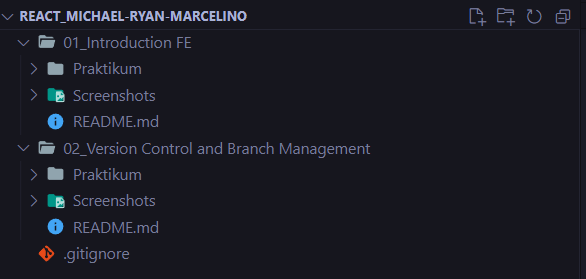 REACT_MICHAEL-RYAN-MARCELINO
01_Introduction FE
Praktikum
Screenshots
README.md
02_Version Control and Branch Management
Praktikum
Screenshots
README.md
.gitignore